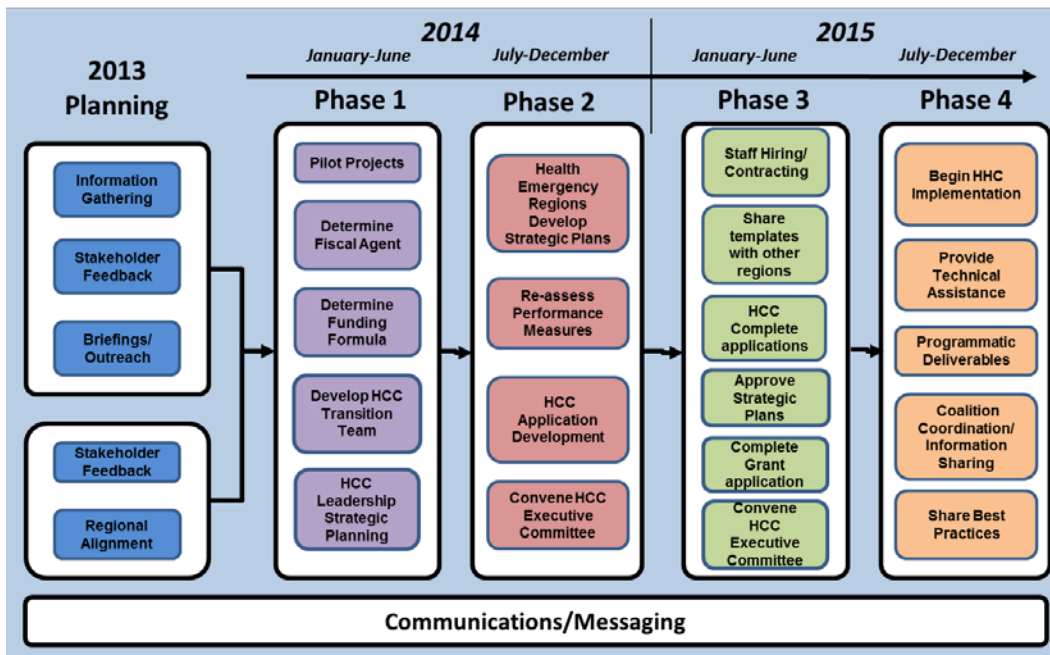 2014
2015
January-June
July-December
January-June
July-December
2013
Planning
Phase 1
Phase 2
Phase 3
Phase 4
Information
Gathering
Stakeholder
Feedback
Briefings/
Outreach
Stakeholder
Feedback
Regional
Alignment
Pilot Projects
Determine
Fiscal Agent
Determine
Funding
Formula
Develop HCC
Transition
Team
HCC
Leadership
Strategic
Planning
Health
Emergency
Regions
Develop
Strategic Plans
Re-assess
Performance
Measures
HCC
Application
Development
Convene HCC
Executive
Committee
Staff Hiring/
Contracting
Share
templates
with other
regions
HCC
Complete
applications
Approve
Strategic
Plans
Complete
Grant
application
Convene
HCC
Executive
Committee
Begin HHC
Implementation
Provide
Technical
Assistance
Programmatic
Deliverables
Coalition
Coordination/
Information
Sharing
Share Best
Practices
Communications/Messaging